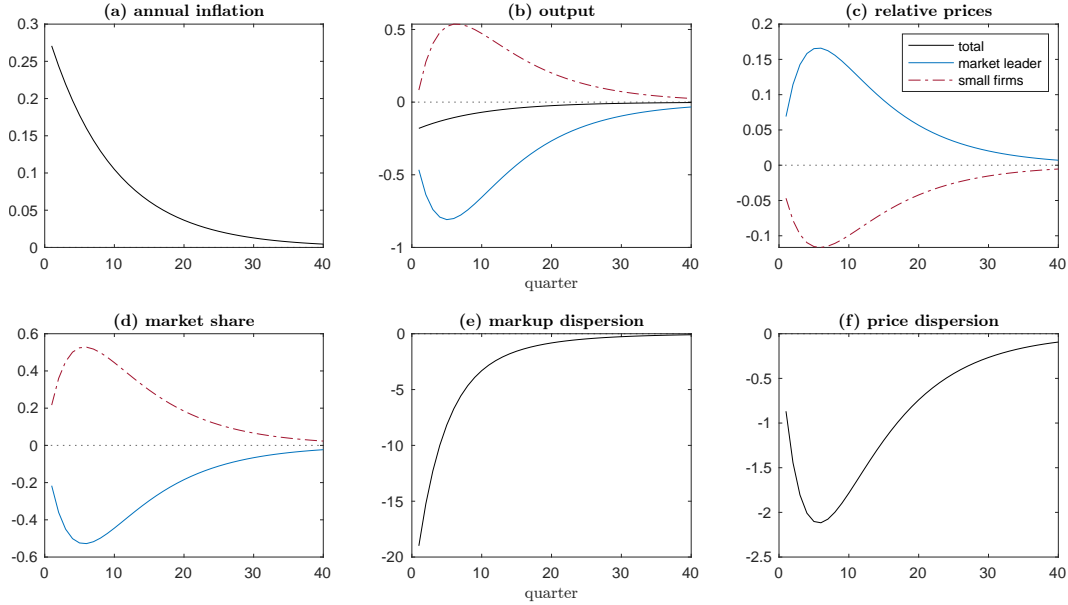 (a) annual inflation
0.3
0.25
0.2
0.15
0.1
0.05
0
0 10 20 30 40
(b) output
0.5
0
-0.5
-1
0 10 20 30 40
quarter
(c) relative prices
0.2
0.15
0.1
0.05
0
-0.05
-0.1
0 10 20 30 40
total
market leader
small firms
(d) market share
0.6
0.4
0.2
0
-0.2
-0.4
-0.6
0 10 20 30 40
(e) markup dispersion
0
-5
-10
-15
-20
0 10 20 30 40
quarter
(f) price dispersion
0
-0.5
-1
-1.5
-2
-2.5
0 10 20 30 40